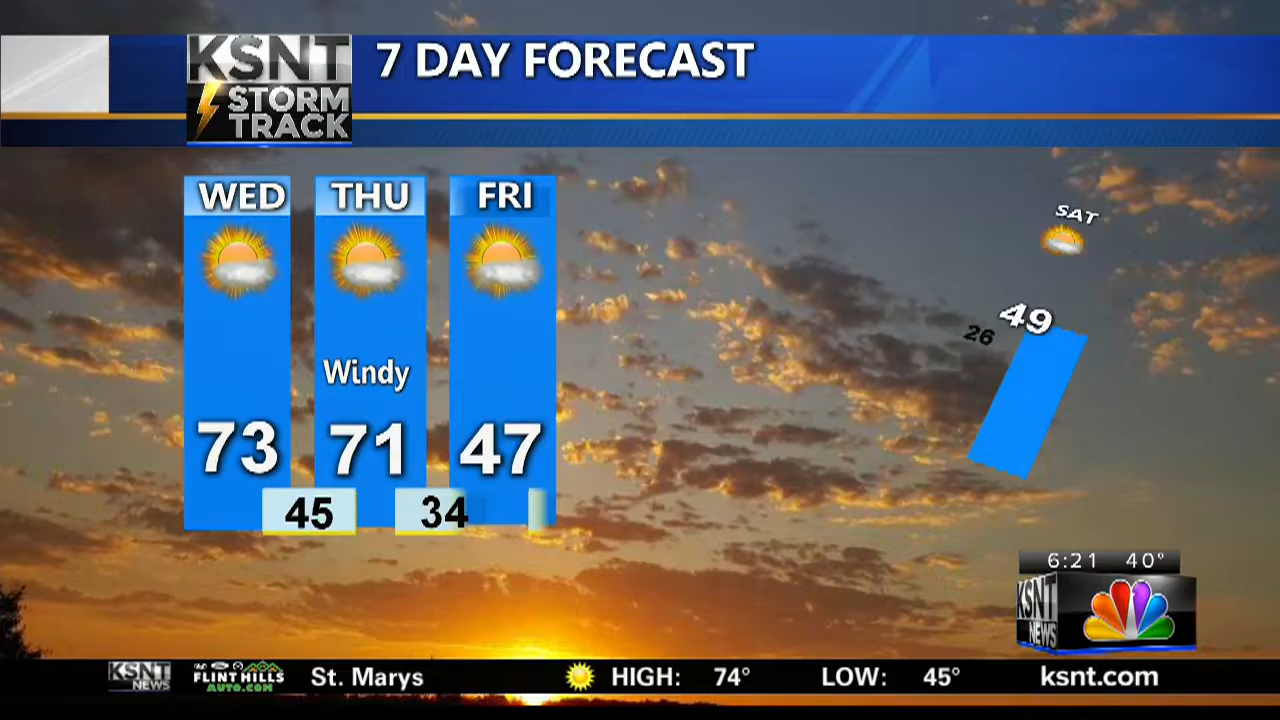 KSNT
STORM
TRACK
7 DAY FORECAST
WED
THU
FRI
SAT
Windy
73
71
47
49
45
34
26
6:21 40°
KSNT
NEWS
KSNT
NEWS
FLINT HILLS
AUTO.COM
St. Marys
HIGH: 74°
LOW: 45°
ksnt.com